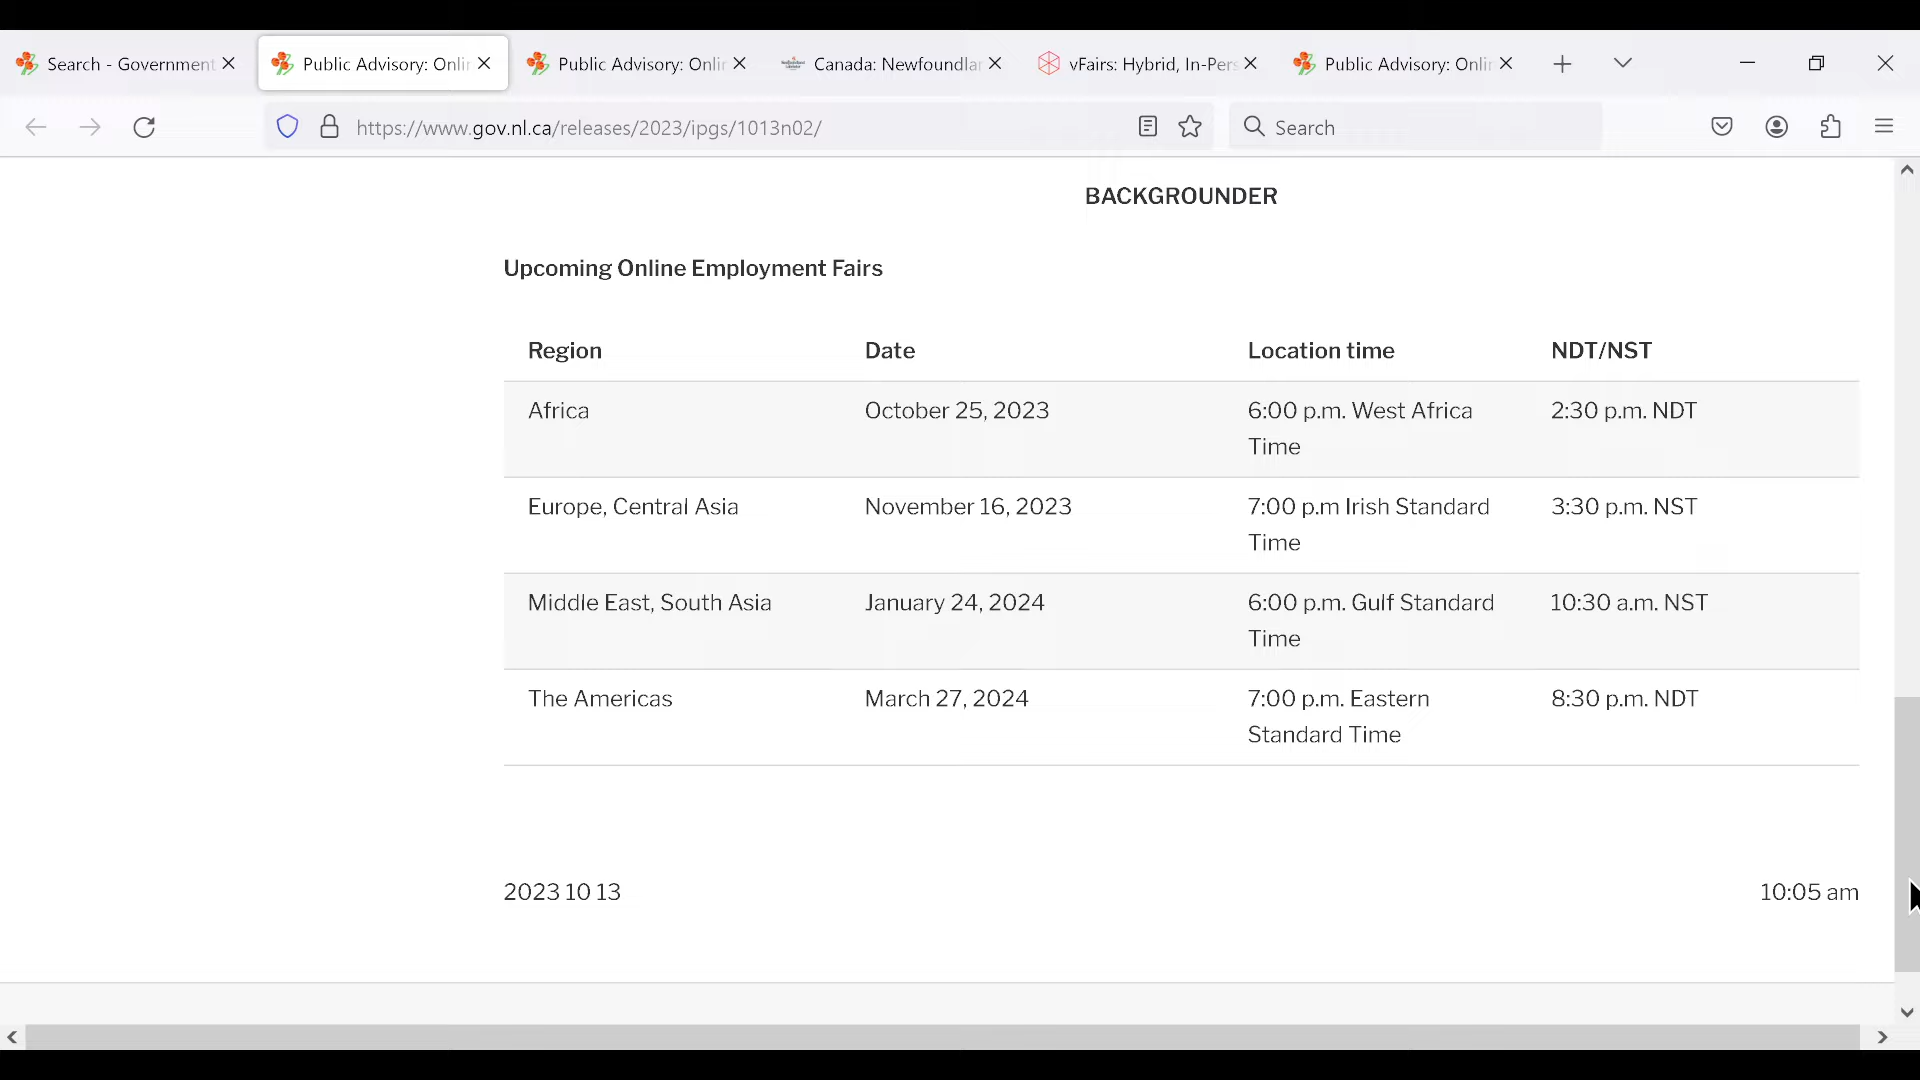 Search - Government
Public Advisory: Onlin
Public Advisory: Onlin
Canada: Newfoundla
vFairs: Hybrid, In-Pers
Public Advisory: Onlin
https://www.gov.nl.ca/releases/2023/ipgs/1013n02/
Search
BACKGROUNDER
Upcoming Online Employment Fairs
Region Date Location time NDT/NST
Africa October 25, 2023 6:00 p.m. West Africa 2:30 p.m. NDT
Time
Europe, Central Asia November 16, 2023 7:00 p.m Irish Standard 3:30 p.m. NST
Time
Middle East, South Asia January 24, 2024 6:00 p.m. Gulf Standard 10:30 a.m. NST
Time
The Americas March 27, 2024 7:00 p.m. Eastern 8:30 p.m. NDT
Standard Time
2023 10 13 10:05 am